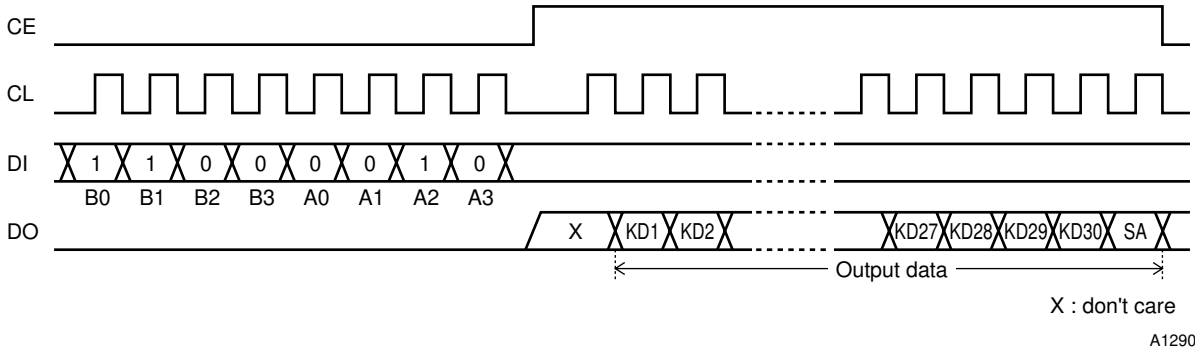 CE
CL
DI 1 1 0 0 0 0 1 0
B0 B1 B2 B3 A0 A1 A2 A3
DO X KD1 KD2 KD27 KD28 KD29 KD30 SA
Output data
X : don't care
A1290